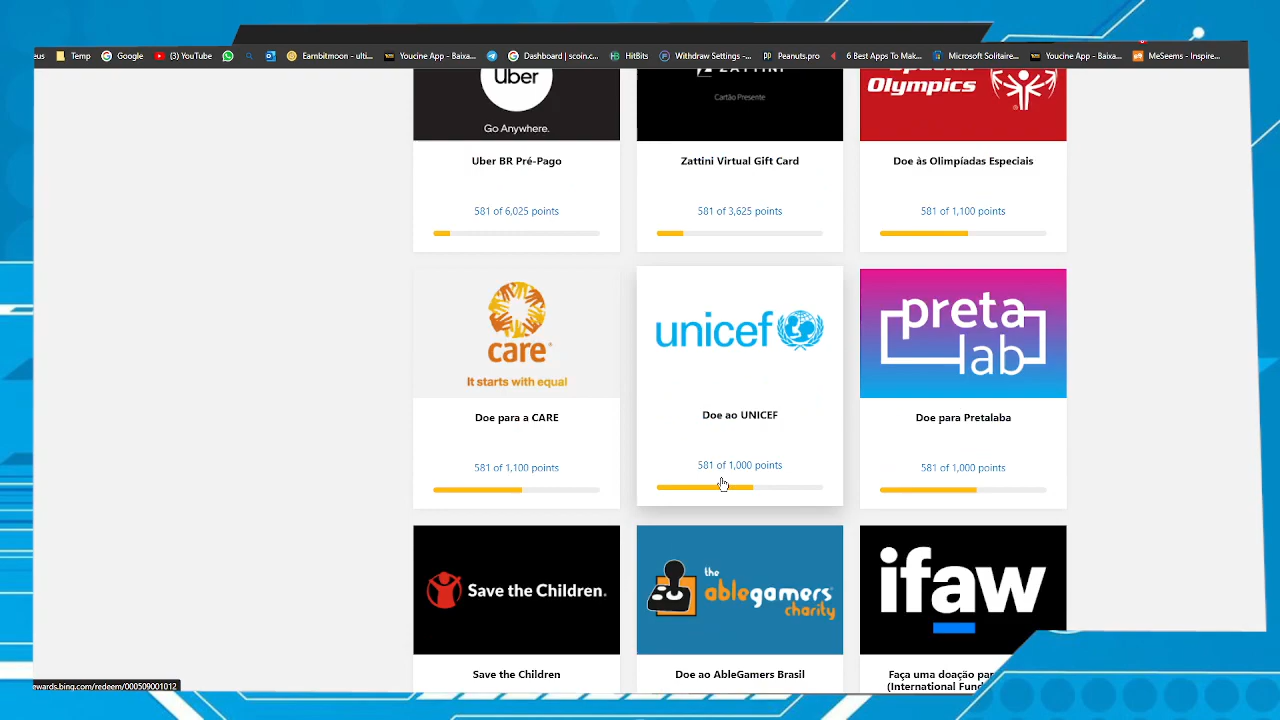 eus Temp Google (3) YouTube Earnbitmoon - ulti... Youcine App - Baixa... Dashboard | scoin.c... HitBits Withdraw Settings -... Peanuts.pro 6 Best Apps To Mak... Microsoft Solitaire... Youcine App - Baixa... MeSeems - Inspire...
Uber
Go Anywhere.
ZATTINI
Cartão Presente
Special
Olympics
Uber BR Pré-Pago
Zattini Virtual Gift Card
Doe às Olimpíadas Especiais
581 of 6,025 points
581 of 3,625 points
581 of 1,100 points
care®
It starts with equal
unicef
preta
lab
Doe para a CARE
Doe ao UNICEF
Doe para Pretalaba
581 of 1,100 points
581 of 1,000 points
581 of 1,000 points
Save the Children.
the
ablegamers
charity
ifaw
Save the Children
Doe ao AbleGamers Brasil
Faça uma doação par
(International Fund
ewards.bing.com/redeem/000509001012